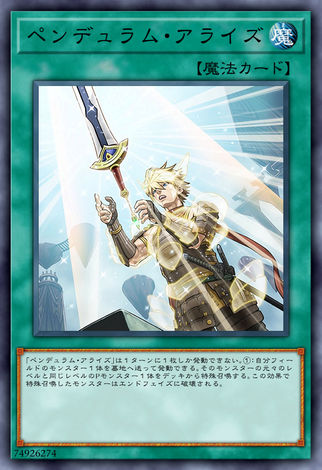 ペンデュラム・アライズ
魔
【魔法カード】
「ペンデュラム・アライズ」は１ターンに１枚しか発動できない。①：自分フィー
ルドのモンスター１体を墓地へ送って発動できる。そのモンスターの元々のレ
ベルと同じレベルのPモンスター１体をデッキから特殊召喚する。この効果で
特殊召喚したモンスターはエンドフェイズに破壊される。
74926274